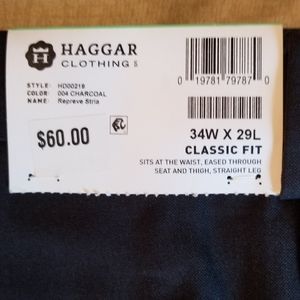 H
HAGGAR
CLOTHING S
STYLE: HD00219
COLOR: 004 CHARCOAL
NAME: Repreve Stria
0 19781 79787 0
$60.00
34W X 29L
CLASSIC FIT
SITS AT THE WAIST, EASED THROUGH
SEAT AND THIGH, STRAIGHT LEG